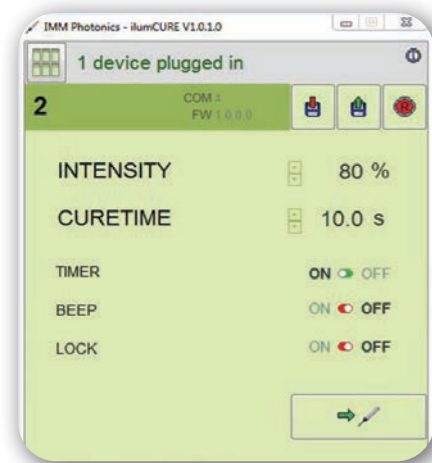 IMM Photonics - ilumCURE V1.0.1.0
1 device plugged in
2
COM 4
FW 1 0 0 0
R
INTENSITY 80 %
CURETIME 10.0 s
TIMER ON OFF
BEEP ON OFF
LOCK ON OFF